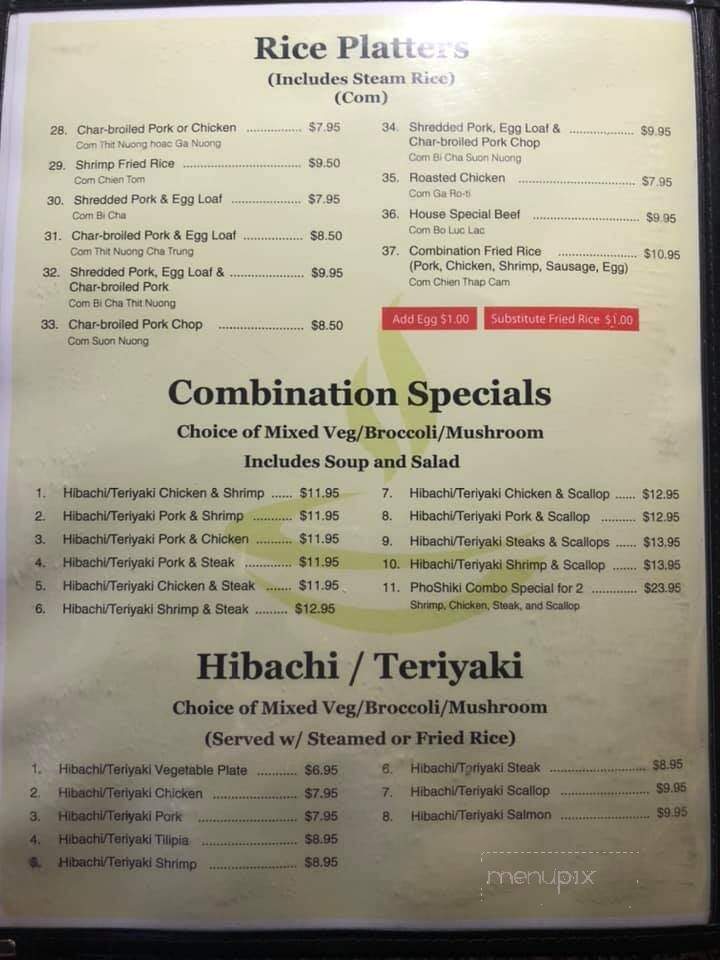 Rice Platters
(Includes Steam Rice)
(Com)
28. Char-broiled Pork or Chicken ................ $7.95
Com Thit Nuong hoac Ga Nuong
29. Shrimp Fried Rice ............................... $9.50
Com Chien Tom
30. Shredded Pork & Egg Loaf .................. $7.95
Com Bi Cha
31. Char-broiled Pork & Egg Loaf ............... $8.50
Com Thit Nuong Cha Trung
32. Shredded Pork, Egg Loaf & ................... $9.95
Char-broiled Pork
Com Bi Cha Thit Nuong
33. Char-broiled Pork Chop ...................... $8.50
Com Suon Nuong
34. Shredded Pork, Egg Loaf & ................. $9.95
Char-broiled Pork Chop
Com Bi Cha Suon Nuong
35. Roasted Chicken ............................... $7.95
Com Ga Ro-ti
36. House Special Beef ............................ $9.95
Com Bo Luc Lac
37. Combination Fried Rice ..................... $10.95
(Pork, Chicken, Shrimp, Sausage, Egg)
Com Chien Thap Cam
Add Egg $1.00 Substitute Fried Rice $1.00
Combination Specials
Choice of Mixed Veg/Broccoli/Mushroom
Includes Soup and Salad
1. Hibachi/Teriyaki Chicken & Shrimp ...... $11.95
2. Hibachi/Teriyaki Pork & Shrimp ........... $11.95
3. Hibachi/Teriyaki Pork & Chicken .......... $11.95
4. Hibachi/Teriyaki Pork & Steak ............. $11.95
5. Hibachi/Teriyaki Chicken & Steak ....... $11.95
6. Hibachi/Teriyaki Shrimp & Steak ......... $12.95
7. Hibachi/Teriyaki Chicken & Scallop ...... $12.95
8. Hibachi/Teriyaki Pork & Scallop .......... $12.95
9. Hibachi/Teriyaki Steaks & Scallops ...... $13.95
10. Hibachi/Teriyaki Shrimp & Scallop ....... $13.95
11. PhoShiki Combo Special for 2 ............. $23.95
Shrimp, Chicken, Steak, and Scallop
Hibachi / Teriyaki
Choice of Mixed Veg/Broccoli/Mushroom
(Served w/ Steamed or Fried Rice)
1. Hibachi/Teriyaki Vegetable Plate ........... $6.95
2. Hibachi/Teriyaki Chicken ...................... $7.95
3. Hibachi/Teriyaki Pork ........................... $7.95
4. Hibachi/Teriyaki Tilipia .......................... $8.95
5. Hibachi/Teriyaki Shrimp ........................ $8.95
6. Hibachi/Teriyaki Steak ......................... $8.95
7. Hibachi/Teriyaki Scallop ....................... $9.95
8. Hibachi/Teriyaki Salmon ...................... $9.95
menupix